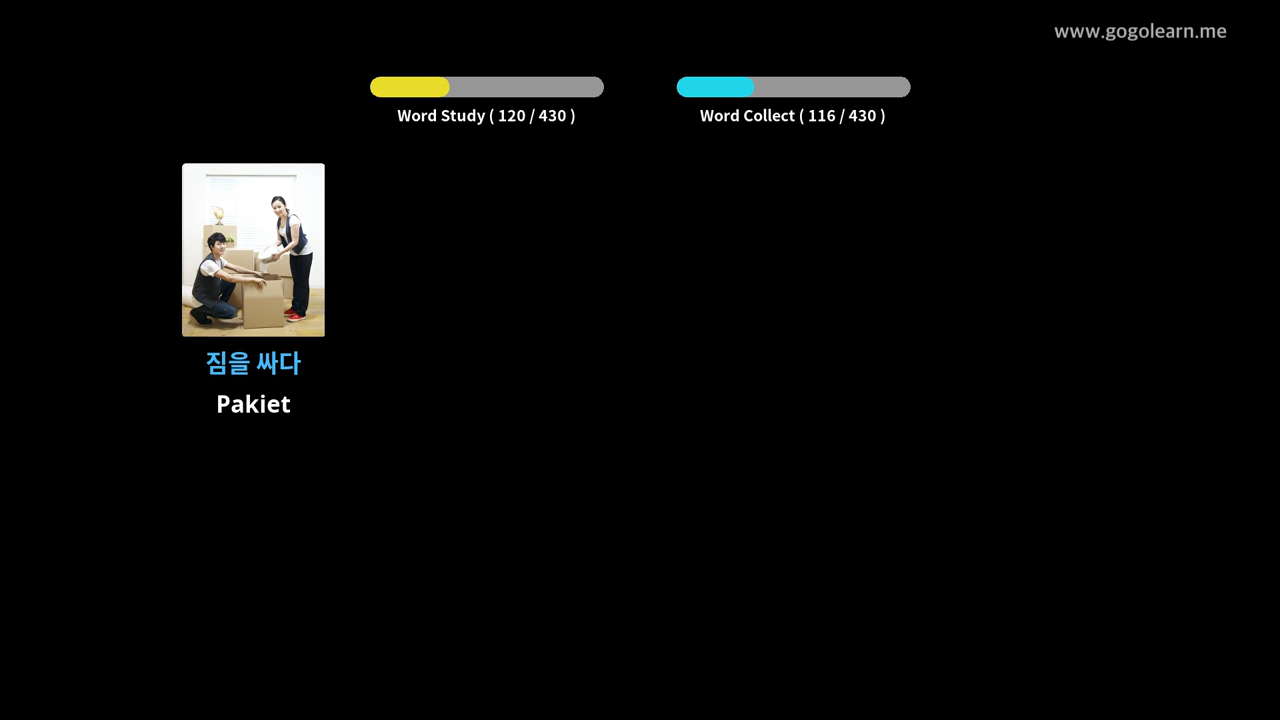 www.gogolearn.me
Word Study ( 120 / 430 )
Word Collect ( 116 / 430 )
짐을 싸다
Pakiet